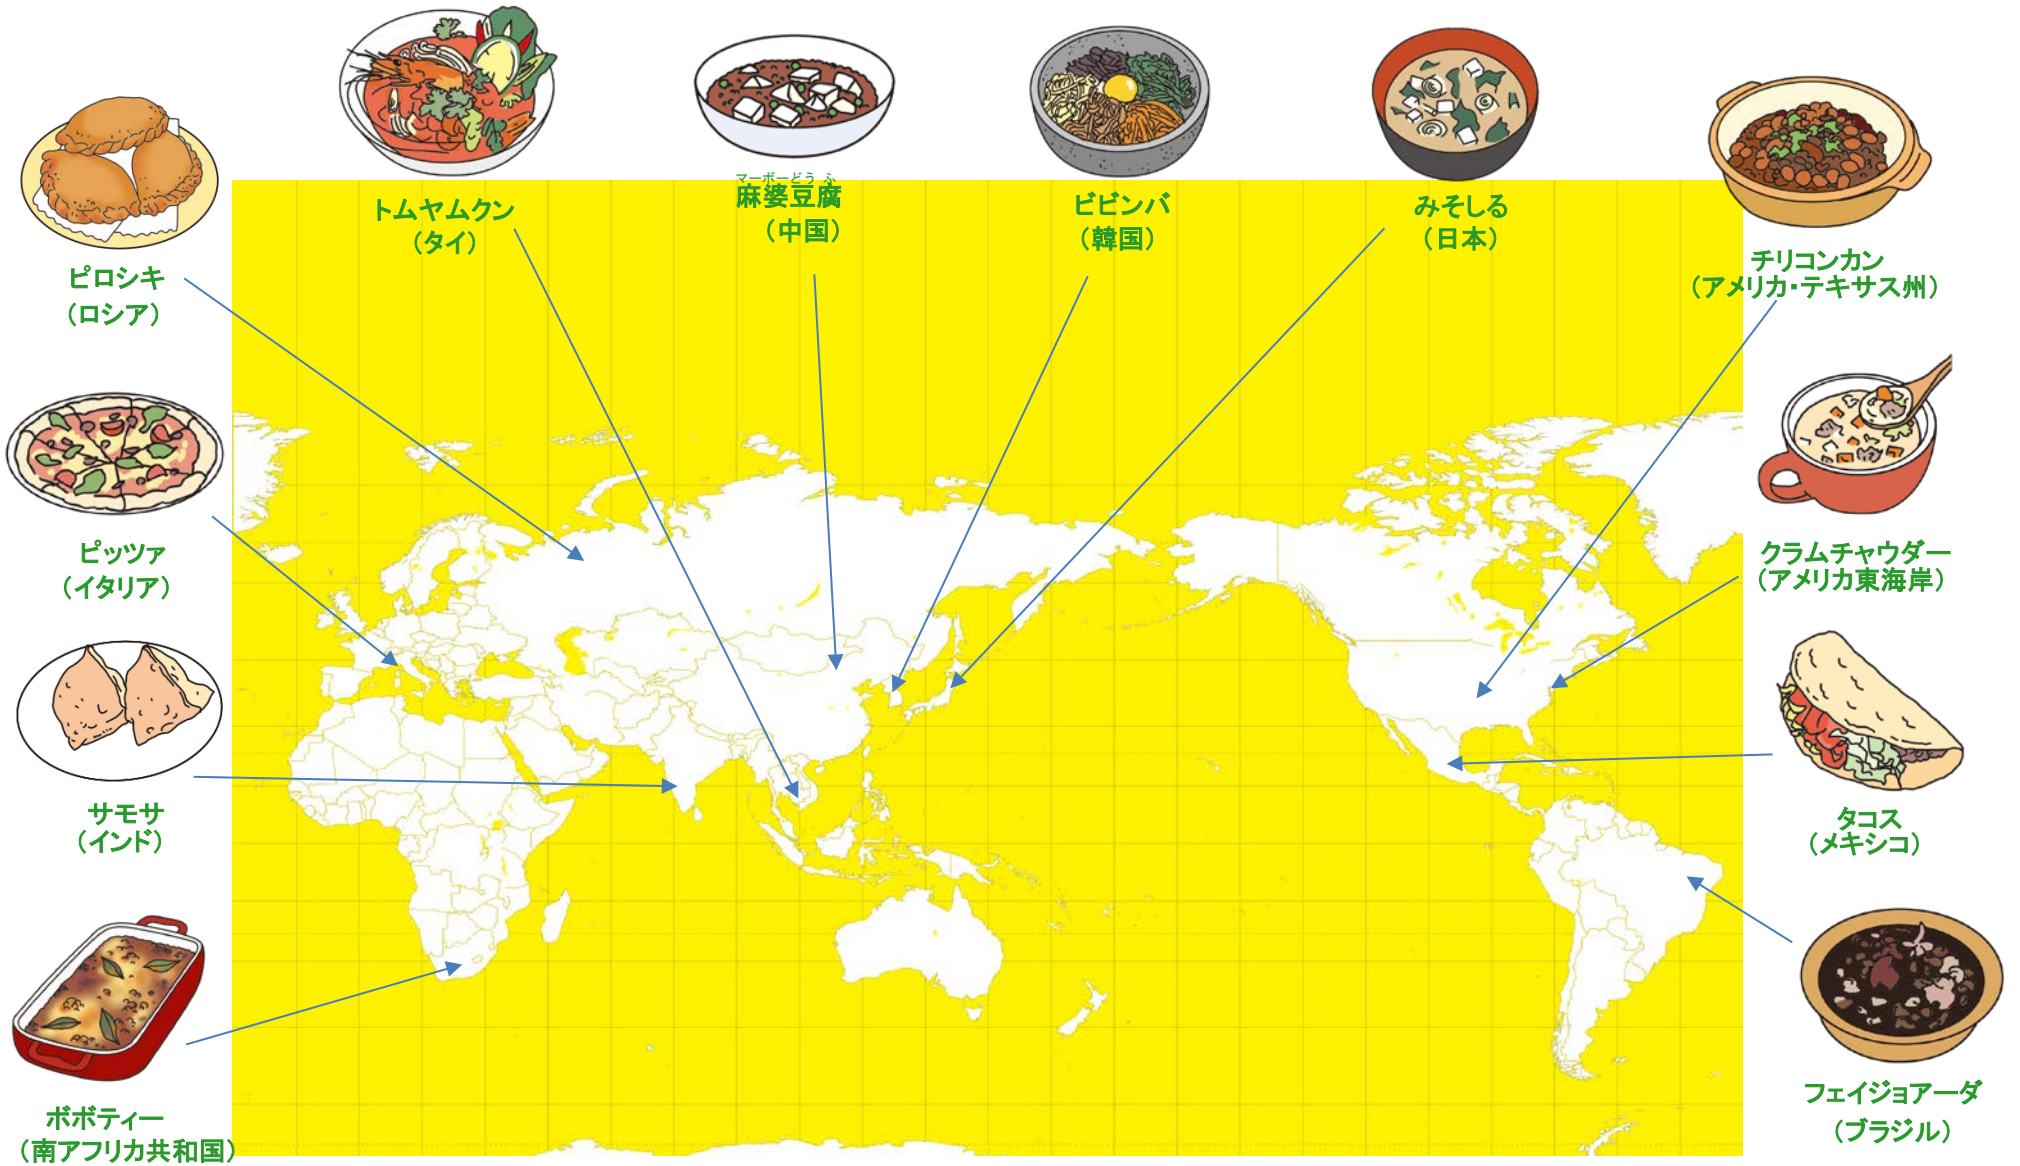 トムヤムクン
（タイ）
マーボーどうふ
麻婆豆腐
（中国）
ビビンバ
（韓国）
みそしる
（日本）
チリコンカン
（アメリカ・テキサス州）
ピロシキ
（ロシア）
クラムチャウダー
（アメリカ東海岸）
ピッツァ
（イタリア）
タコス
（メキシコ）
サモサ
（インド）
フェイジョアーダ
（ブラジル）
ボボティー
（南アフリカ共和国）